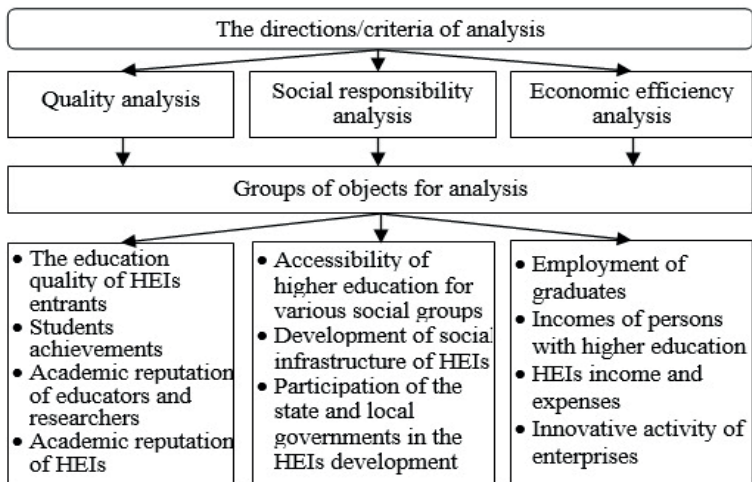 The directions/criteria of analysis
Quality analysis
Social responsibility
analysis
Economic efficiency
analysis
Groups of objects for analysis
• The education
quality of HEIs
entrants
• Students
achievements
• Academic reputation
of educators and
researchers
• Academic reputation
of HEIs
• Accessibility of
higher education for
various social groups
• Development of social
infrastructure of HEIs
• Participation of the
state and local
governments in the
HEIs development
• Employment of
graduates
• Incomes of persons
with higher education
• HEIs income and
expenses
• Innovative activity of
enterprises